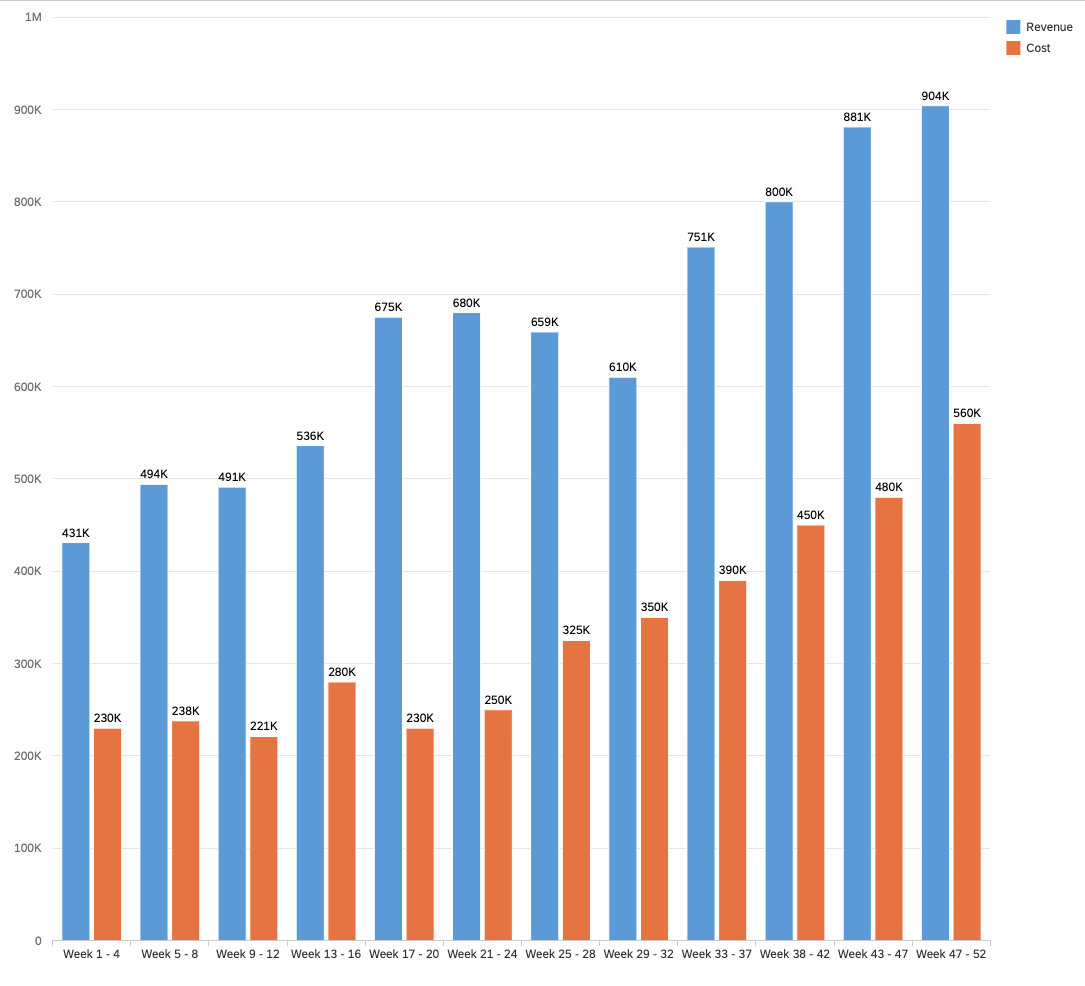 1M
900K
800K
700K
600K
500K
400K
300K
200K
100K
0
431K
230K
494K
238K
491K
221K
536K
280K
675K
230K
680K
250K
659K
325K
610K
350K
751K
390K
800K
450K
881K
480K
904K
560K
Week 1 - 4
Week 5 - 8
Week 9 - 12
Week 13 - 16
Week 17 - 20
Week 21 - 24
Week 25 - 28
Week 29 - 32
Week 33 - 37
Week 38 - 42
Week 43 - 47
Week 47 - 52
Revenue
Cost